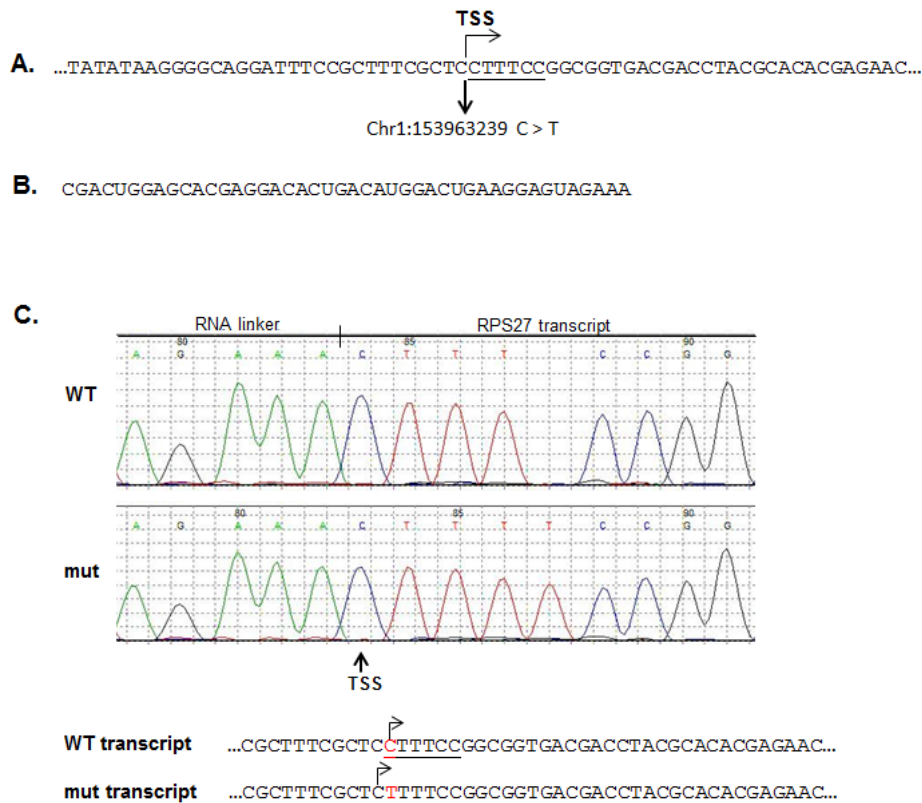 TSS
A. ...TATATAAGGGGCAGGATTTCCGCTTTCGCTCCTTTCCGGCGGTGACGACCTACGCACACGAGAAC...
Chr1:153963239 C > T
B. CGACUGGAGCACGAGGACACUGACAUGGACUGAAGGAGUAGAAA
C.
RNA linker RPS27 transcript
80 85 90
A G A A A C T T T C C G G
WT
80 85 90
A G A A A C T T T T C C G G
mut
TSS
WT transcript ...CGCTTTCGCTCCTTTCCGGCGGTGACGACCTACGCACACGAGAAC...
mut transcript ...CGCTTTCGCTCTTTTCCGGCGGTGACGACCTACGCACACGAGAAC...